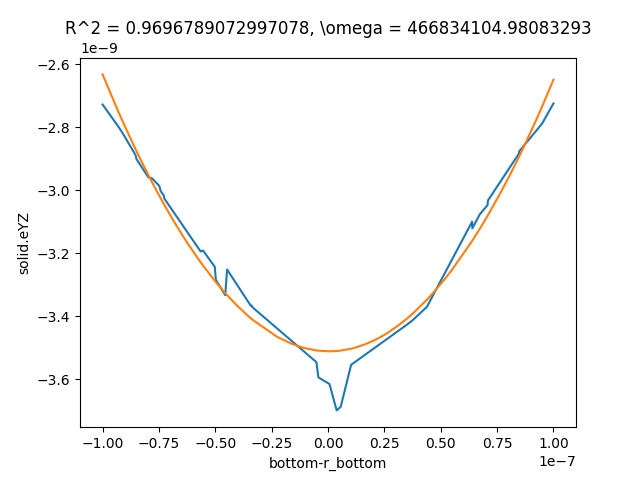 R^2 = 0.9696789072997078, \omega = 466834104.98083293
1e−9
−2.6
−2.8
−3.0
−3.2
−3.4
−3.6
solid.eYZ
−1.00 −0.75 −0.50 −0.25 0.00 0.25 0.50 0.75 1.00
1e−7
bottom-r_bottom